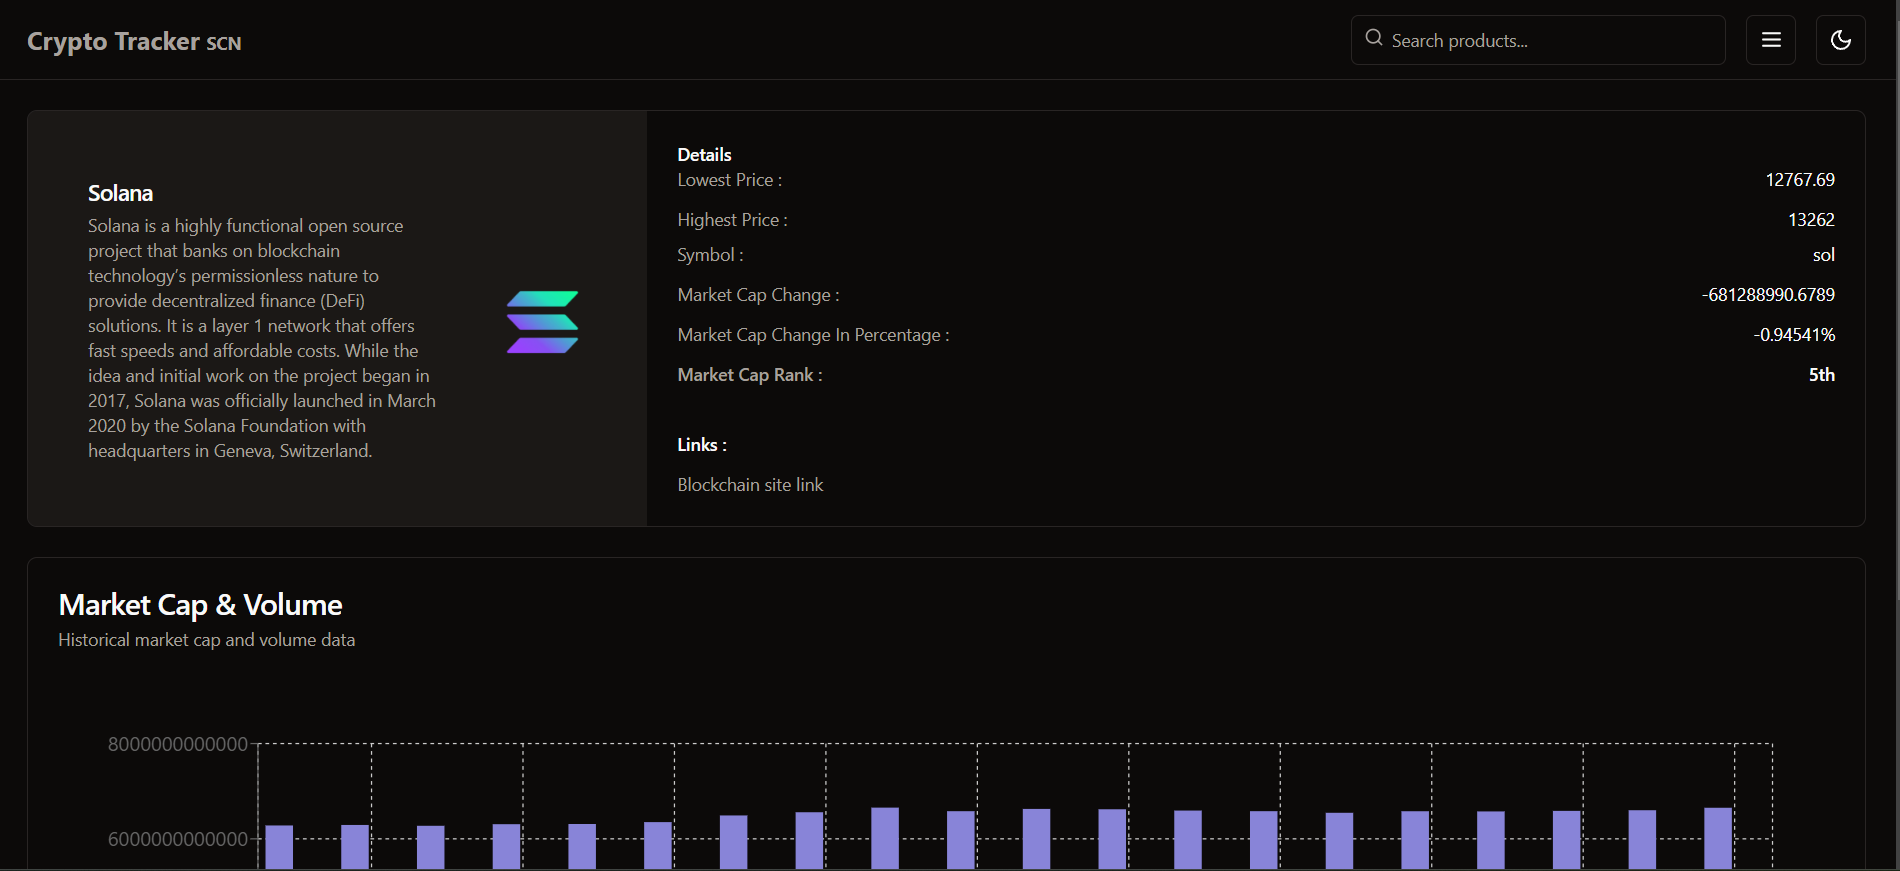 Crypto Tracker SCN
Search products...
Solana
Solana is a highly functional open source
project that banks on blockchain
technology’s permissionless nature to
provide decentralized finance (DeFi)
solutions. It is a layer 1 network that offers
fast speeds and affordable costs. While the
idea and initial work on the project began in
2017, Solana was officially launched in March
2020 by the Solana Foundation with
headquarters in Geneva, Switzerland.
Details
Lowest Price : 12767.69
Highest Price : 13262
Symbol : sol
Market Cap Change : -681288990.6789
Market Cap Change In Percentage : -0.94541%
Market Cap Rank : 5th
Links :
Blockchain site link
Market Cap & Volume
Historical market cap and volume data
8000000000000
6000000000000